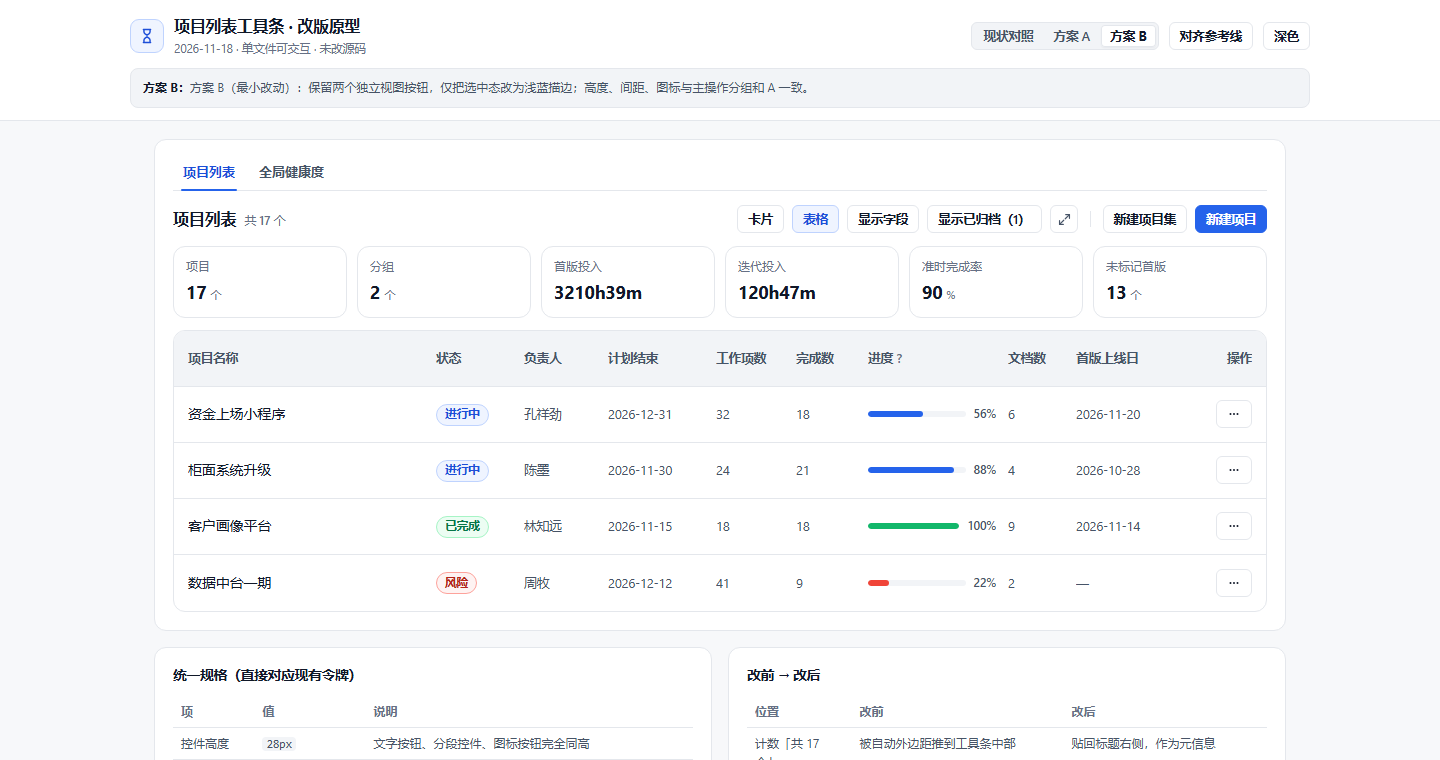 项目列表工具条 · 改版原型
2026-11-18 · 单文件可交互 · 未改源码
现状对照 方案 A 方案 B 对齐参考线 深色
方案 B：方案 B（最小改动）：保留两个独立视图按钮，仅把选中态改为浅蓝描边；高度、间距、图标与主操作分组和 A 一致。
项目列表 全局健康度
项目列表 共 17 个 卡片 表格 显示字段 显示已归档（1） 新建项目集 新建项目
项目 分组 首版投入 迭代投入 准时完成率 未标记首版
17 个 2 个 3210h39m 120h47m 90 % 13 个
项目名称 状态 负责人 计划结束 工作项数 完成数 进度 ? 文档数 首版上线日 操作
资金上场小程序 进行中 孔祥劲 2026-12-31 32 18 56% 6 2026-11-20 ···
柜面系统升级 进行中 陈墨 2026-11-30 24 21 88% 4 2026-10-28 ···
客户画像平台 已完成 林知远 2026-11-15 18 18 100% 9 2026-11-14 ···
数据中台一期 风险 周牧 2026-12-12 41 9 22% 2 — ···
统一规格（直接对应现有令牌） 改前 → 改后
项 值 说明 位置 改前 改后
控件高度 28px 文字按钮、分段控件、图标按钮完全同高 计数「共 17 被自动外边距推到工具条中部 贴回标题右侧，作为元信息